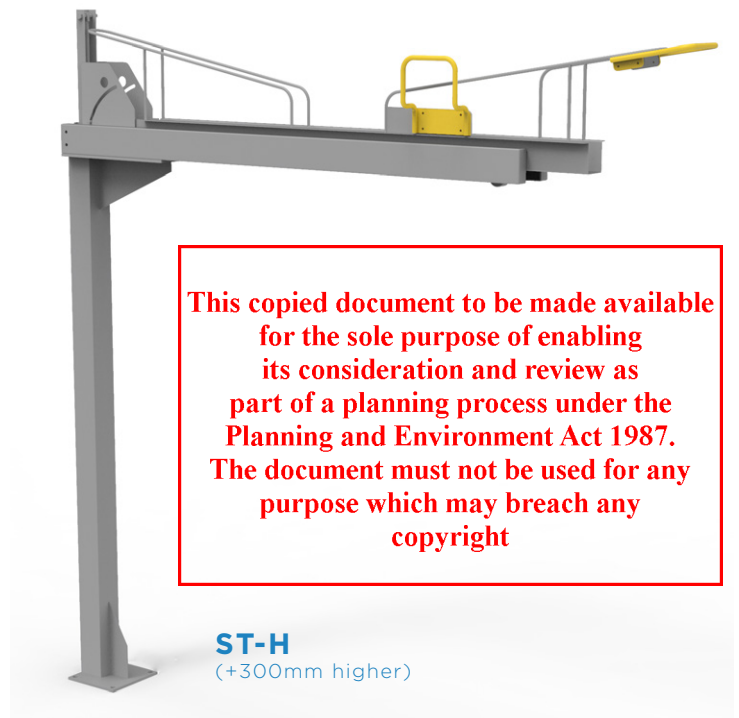 This copied document to be made available
for the sole purpose of enabling
its consideration and review as
part of a planning process under the
Planning and Environment Act 1987.
The document must not be used for any
purpose which may breach any
copyright
ST-H
(+300mm higher)